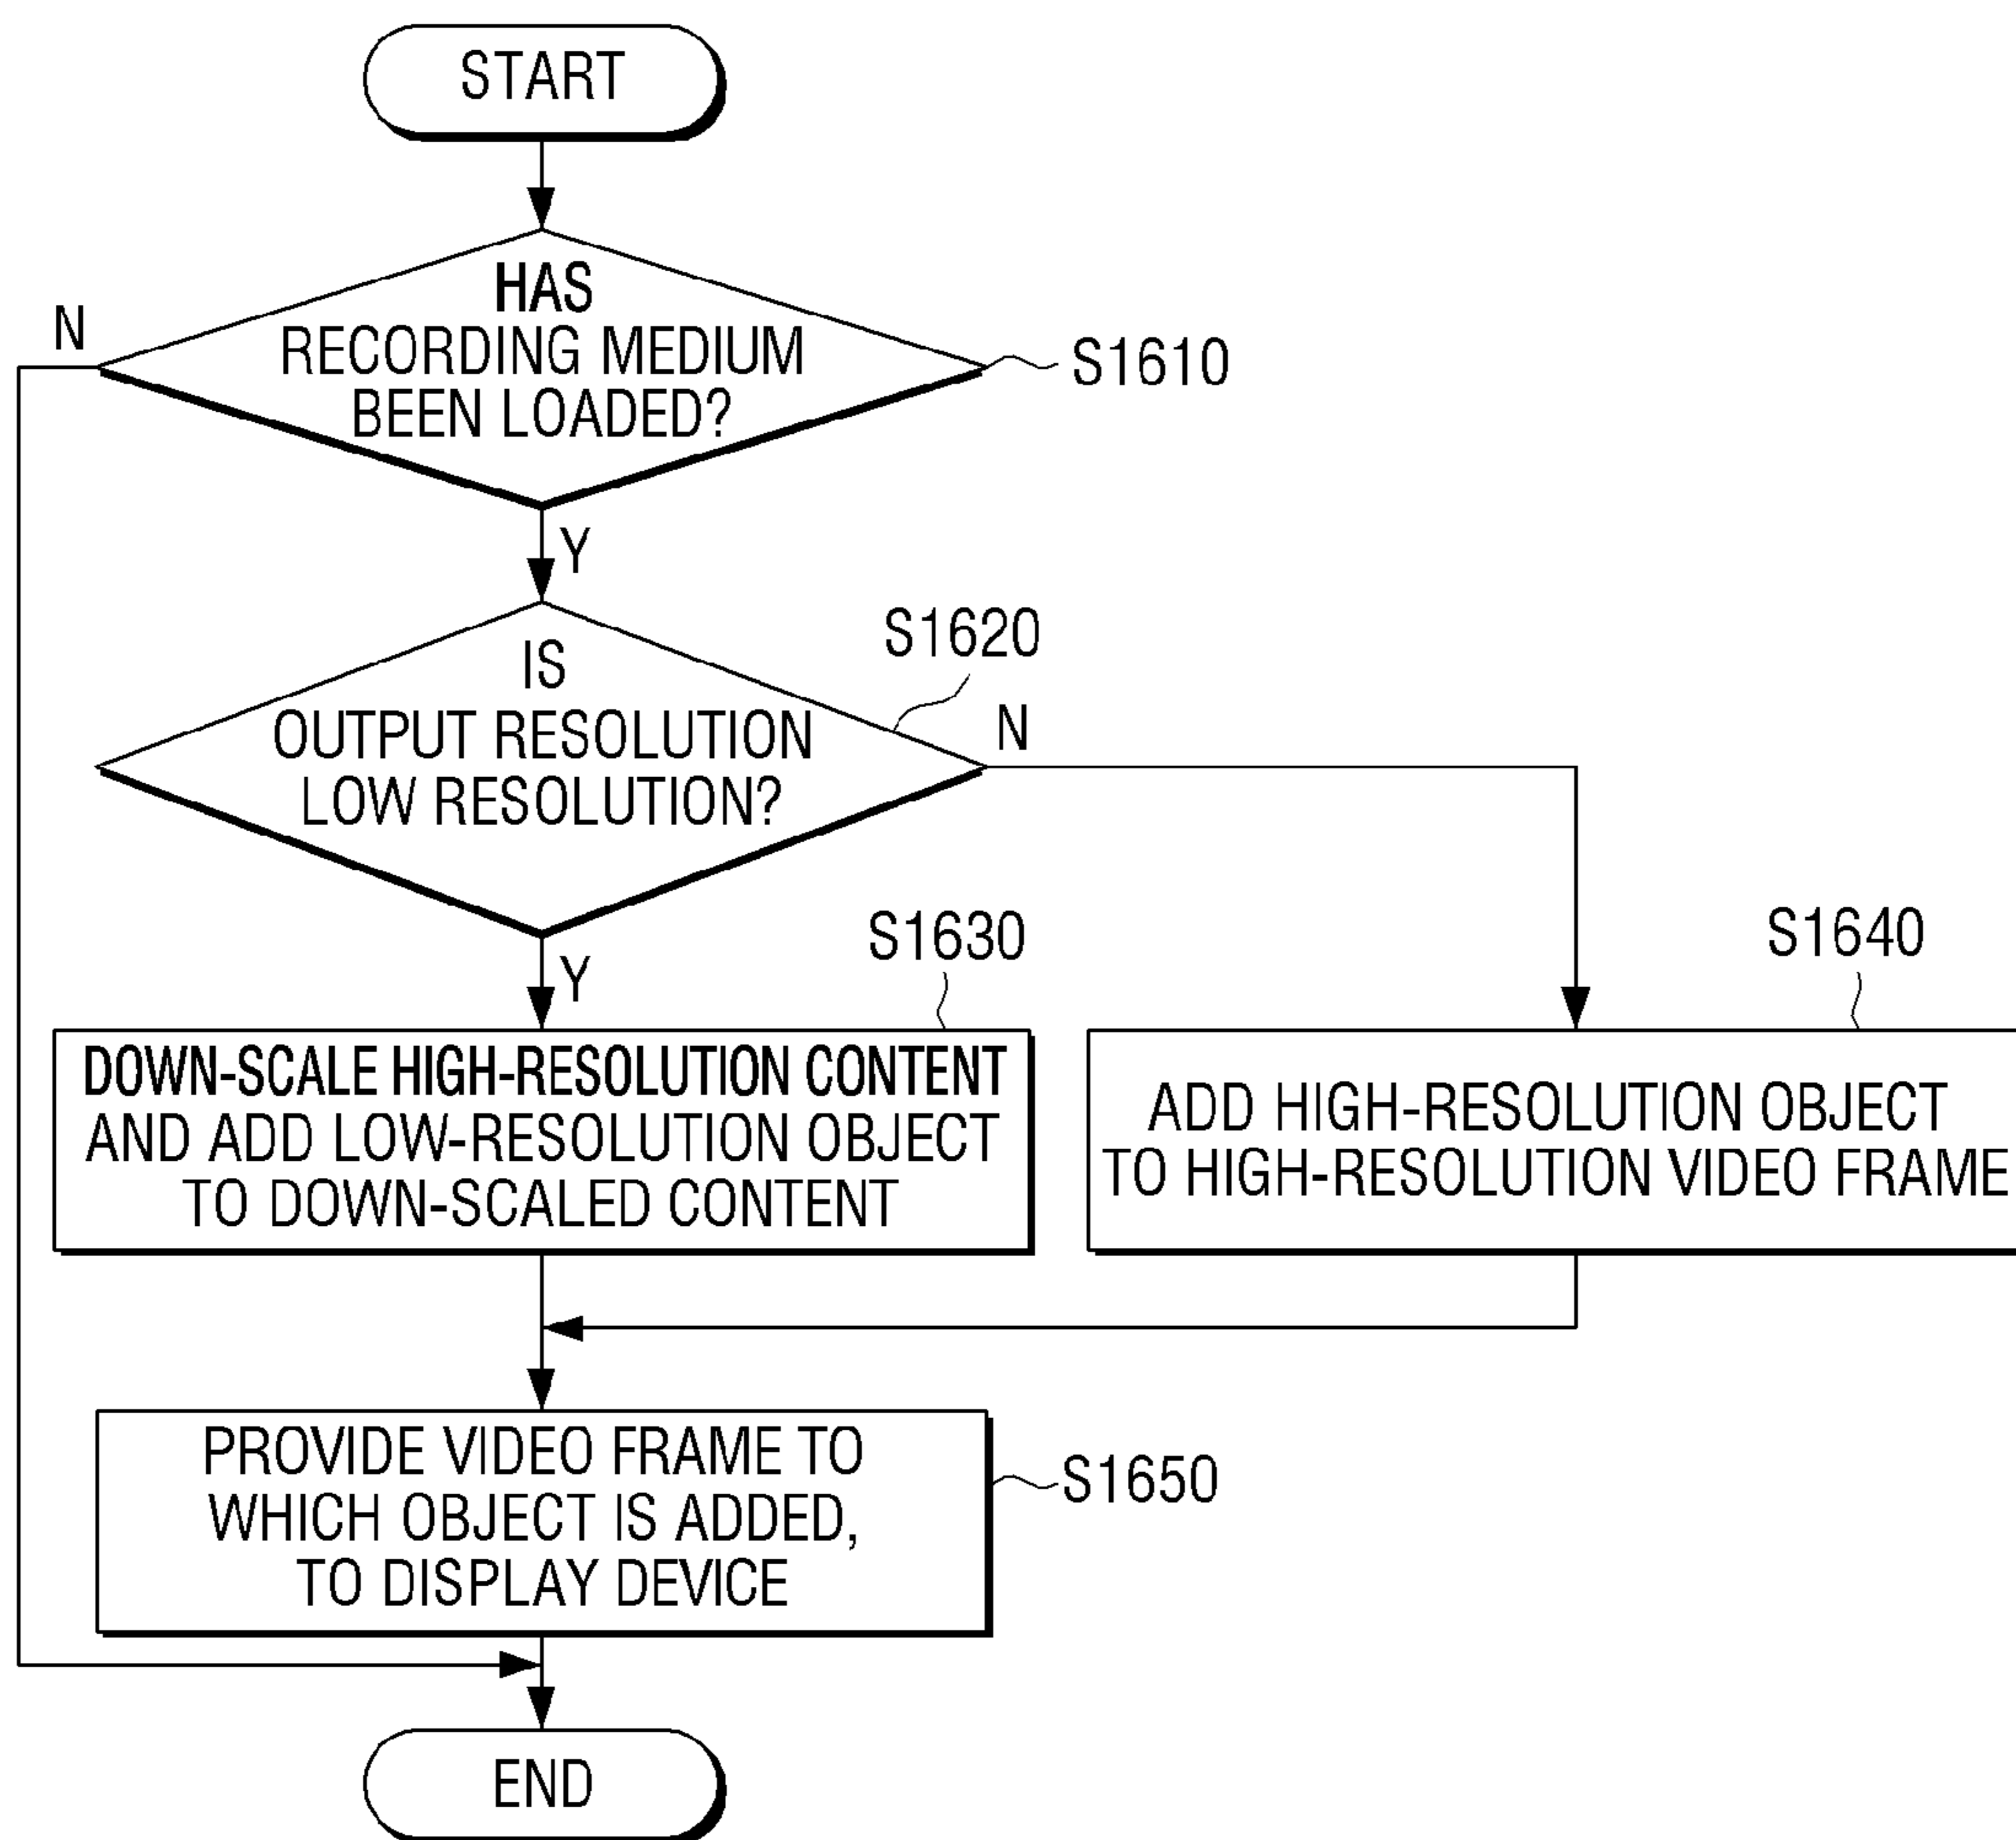 START
HAS
RECORDING MEDIUM
BEEN LOADED?
N
S1610
Y
IS
OUTPUT RESOLUTION
LOW RESOLUTION?
S1620
N
Y
S1630
DOWN-SCALE HIGH-RESOLUTION CONTENT
AND ADD LOW-RESOLUTION OBJECT
TO DOWN-SCALED CONTENT
S1640
ADD HIGH-RESOLUTION OBJECT
TO HIGH-RESOLUTION VIDEO FRAME
PROVIDE VIDEO FRAME TO
WHICH OBJECT IS ADDED,
TO DISPLAY DEVICE
S1650
END